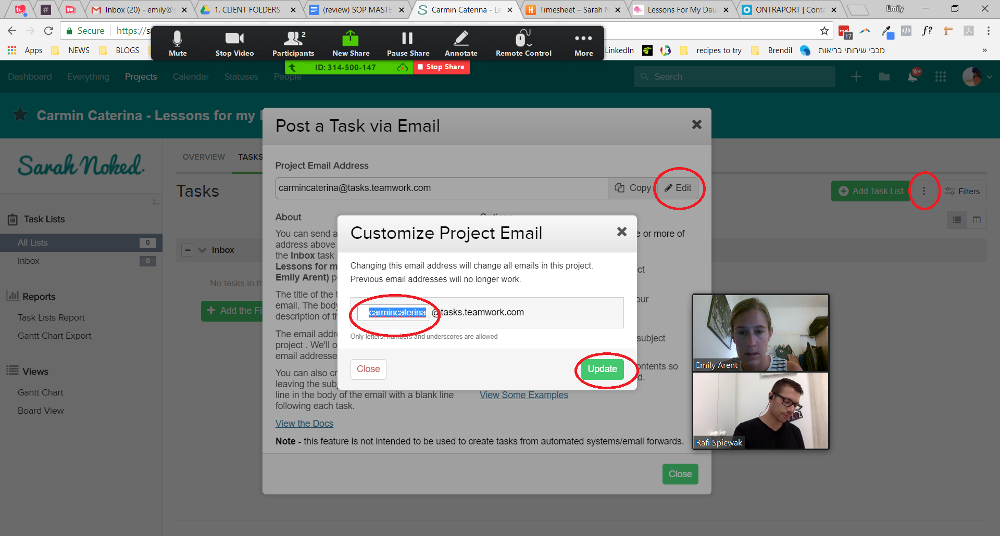 Inbox (20) - emily@s
1. CLIENT FOLDERS -
(review) SOP MASTE
Carmin Caterina - Le
Timesheet – Sarah N
Lessons For My Dau
ONTRAPORT | Conta
Emily
Secure
https://s
17
f?
Mute
Stop Video
2
Participants
New Share
Pause Share
Annotate
Remote Control
More
Apps
NEWS
BLOGS
LinkedIn
recipes to try
Brendil
מכבי שירותי בריאות
»
ID: 314-500-147
Stop Share
Dashboard
Everything
Projects
Calendar
Statuses
People
Search
1k+
Carmin Caterina - Lessons for my
Sarah Noked.
OVERVIEW
TASKS
Tasks
Add Task List
Filters
Task Lists
All Lists
0
Inbox
0
Inbox
No tasks in th
Add the Fi
Reports
Task Lists Report
Gantt Chart Export
Views
Gantt Chart
Board View
Post a Task via Email
Project Email Address
carmincaterina@tasks.teamwork.com
Copy
Edit
About
Options
You can send a
address above
the Inbox task
Lessons for m
Emily Arent) p
The title of the t
email. The body
description of th
The email addre
project . We'll o
email addresse
You can also cr
leaving the subj
line in the body of the email with a blank line
following each task.
View the Docs
e or more of
ct
our
subject
ontents so
d.
View Some Examples
Note - this feature is not intended to be used to create tasks from automated systems/email forwards.
Close
Customize Project Email
Changing this email address will change all emails in this project.
Previous email addresses will no longer work.
carmincaterina @tasks.teamwork.com
Only letters, numbers and underscores are allowed
Close
Update
Emily Arent
Rafi Spiewak